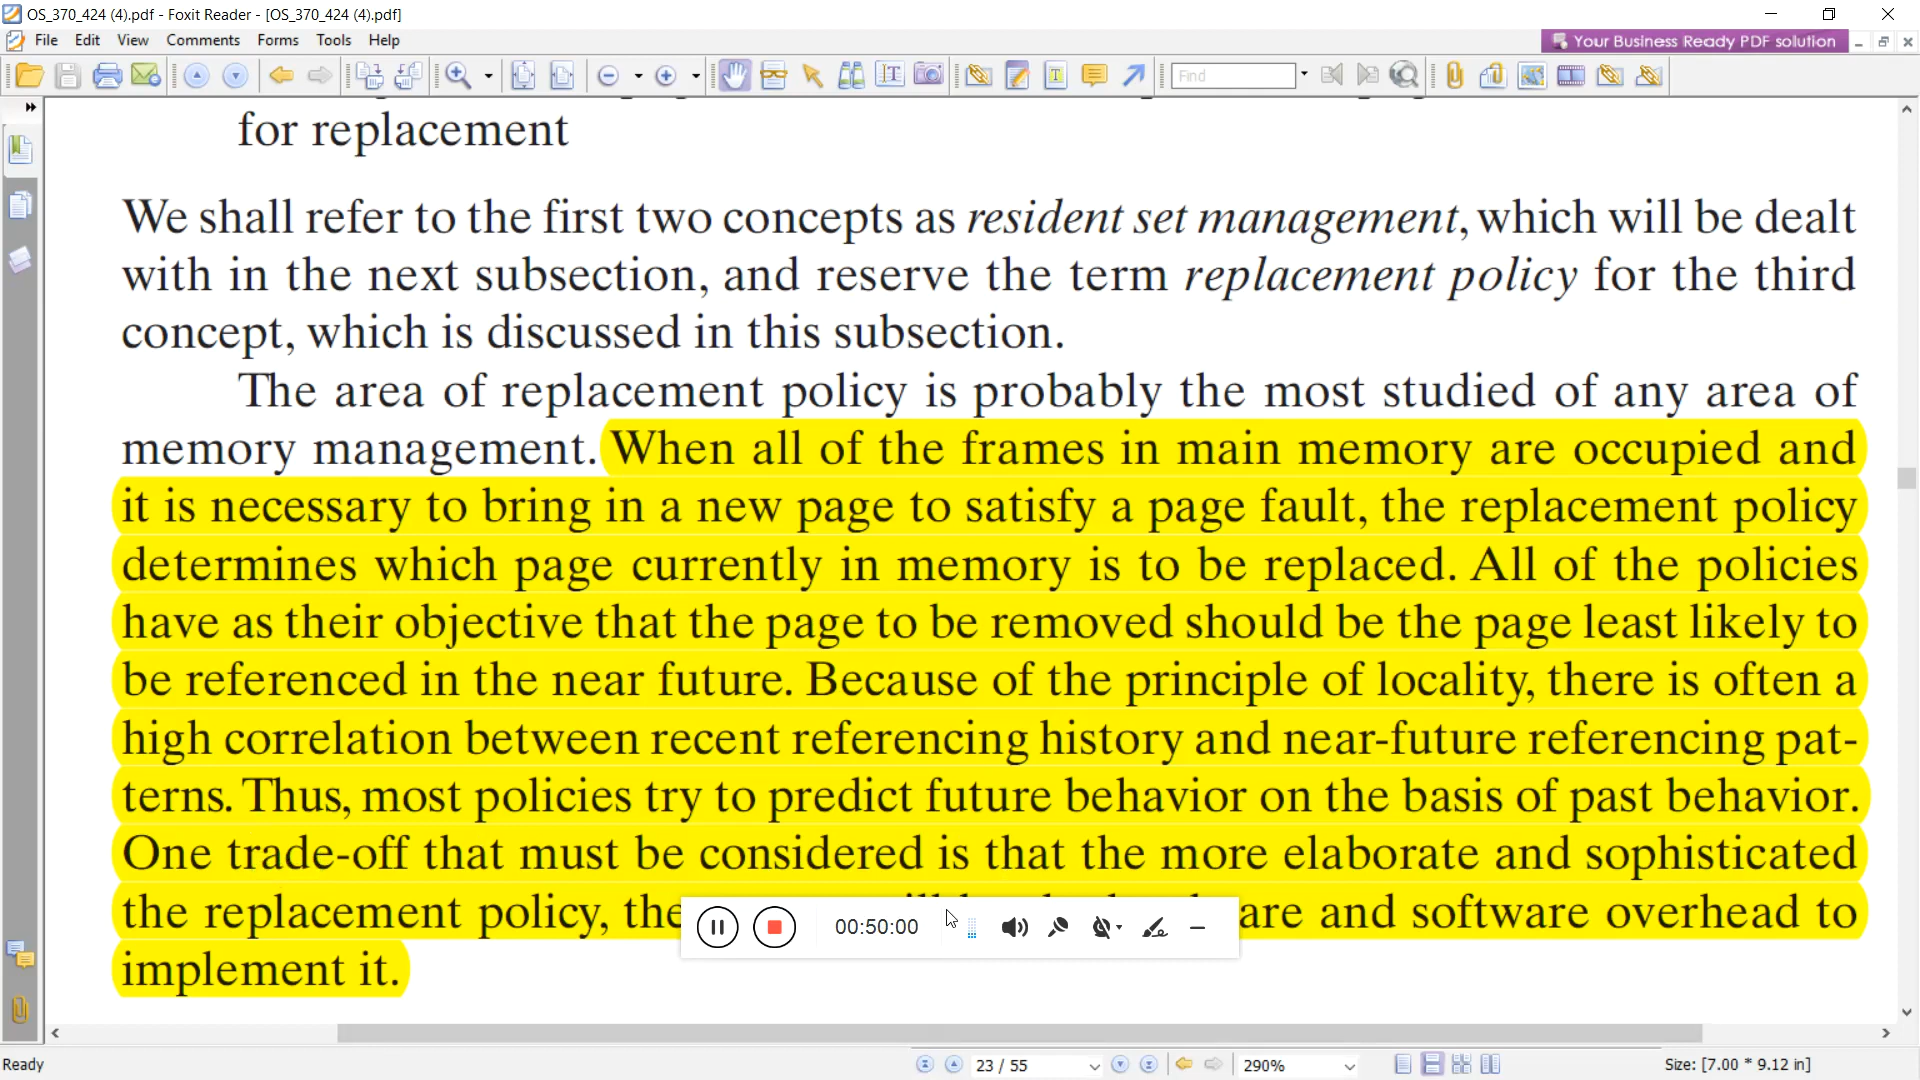 OS_370_424 (4).pdf - Foxit Reader - [OS_370_424 (4).pdf]
File Edit View Comments Forms Tools Help
Your Business Ready PDF solution
Find
for replacement
We shall refer to the first two concepts as resident set management, which will be dealt
with in the next subsection, and reserve the term replacement policy for the third
concept, which is discussed in this subsection.
The area of replacement policy is probably the most studied of any area of
memory management. When all of the frames in main memory are occupied and
it is necessary to bring in a new page to satisfy a page fault, the replacement policy
determines which page currently in memory is to be replaced. All of the policies
have as their objective that the page to be removed should be the page least likely to
be referenced in the near future. Because of the principle of locality, there is often a
high correlation between recent referencing history and near-future referencing pat-
terns. Thus, most policies try to predict future behavior on the basis of past behavior.
One trade-off that must be considered is that the more elaborate and sophisticated
the replacement policy, the are and software overhead to
00:50:00
implement it.
Ready
23 / 55
290%
Size: [7.00 * 9.12 in]